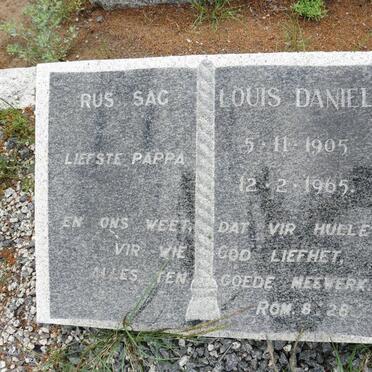 RUS SAG
LIEFSTE PAPPA
LOUIS DANIEL
5-11-1905
12-2-1965.
EN ONS WEET, DAT VIR HULLE
VIR WIE GOD LIEFHET,
ALLES TEN GOEDE MEEWERK
ROM. 8:28